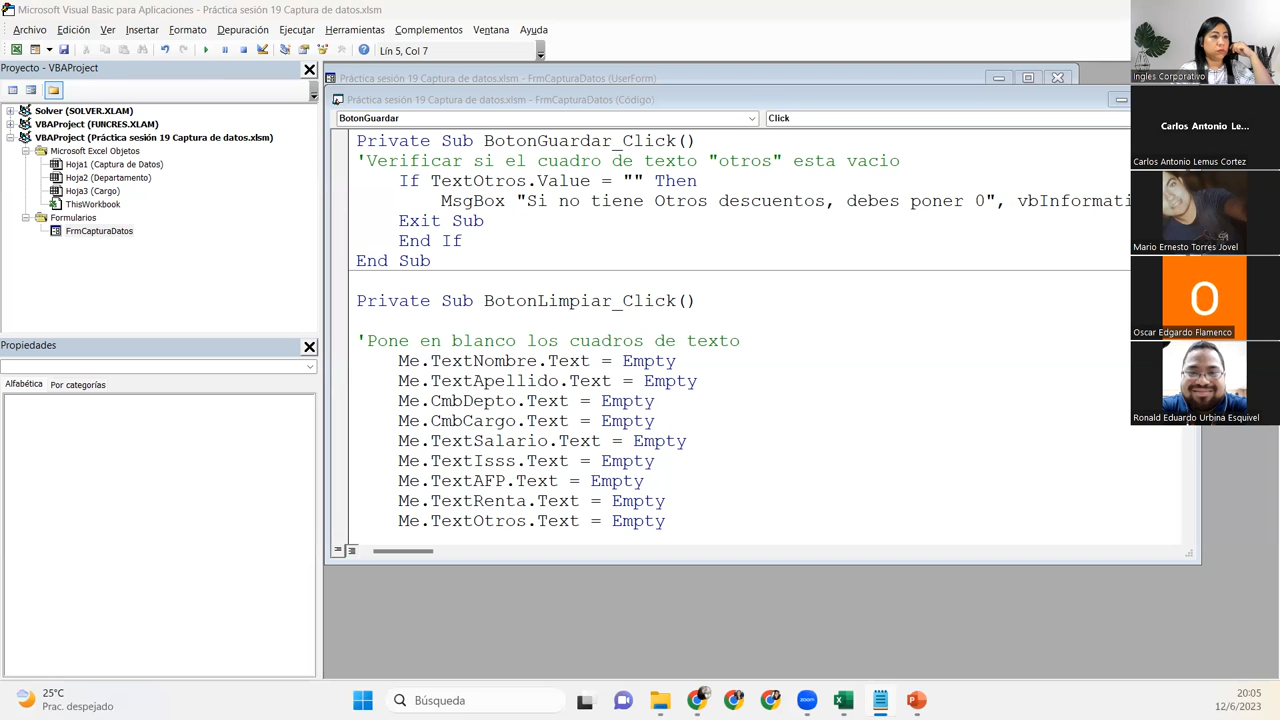 Microsoft Visual Basic para Aplicaciones - Práctica sesión 19 Captura de datos.xlsm
Archivo Edición Ver Insertar Formato Depuración Ejecutar Herramientas Complementos Ventana Ayuda
Lín 5, Col 7
Proyecto - VBAProject
Solver (SOLVER.XLAM)
VBAProject (FUNCRES.XLAM)
VBAProject (Práctica sesión 19 Captura de datos.xlsm)
Microsoft Excel Objetos
Hoja1 (Captura de Datos)
Hoja2 (Departamento)
Hoja3 (Cargo)
ThisWorkbook
Formularios
FrmCapturaDatos
Propiedades
Alfabética Por categorías
Práctica sesión 19 Captura de datos.xlsm - FrmCapturaDatos (UserForm)
Práctica sesión 19 Captura de datos.xlsm - FrmCapturaDatos (Código)
BotonGuardar Click
Private Sub BotonGuardar_Click()
'Verificar si el cuadro de texto "otros" esta vacio
If TextOtros.Value = "" Then
MsgBox "Si no tiene Otros descuentos, debes poner 0", vbInformati
Exit Sub
End If
End Sub
Private Sub BotonLimpiar_Click()
'Pone en blanco los cuadros de texto
Me.TextNombre.Text = Empty
Me.TextApellido.Text = Empty
Me.CmbDepto.Text = Empty
Me.CmbCargo.Text = Empty
Me.TextSalario.Text = Empty
Me.TextIsss.Text = Empty
Me.TextAFP.Text = Empty
Me.TextRenta.Text = Empty
Me.TextOtros.Text = Empty
Ingles Corporativo
Carlos Antonio Le...
Carlos Antonio Lemus Cortez
Mario Ernesto Torres Jovel
O
Oscar Edgardo Flamenco
Ronald Eduardo Urbina Esquivel
25°C
Prac. despejado
Búsqueda
zoom
20:05
12/6/2023